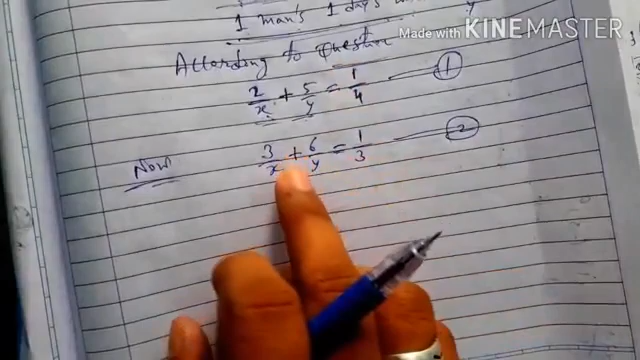 1 man's 1 day's
Made with KINEMASTER
According to Question
2/x + 5/y = 1/4 — 1
3/x + 6/y = 1/3 — 2
Now